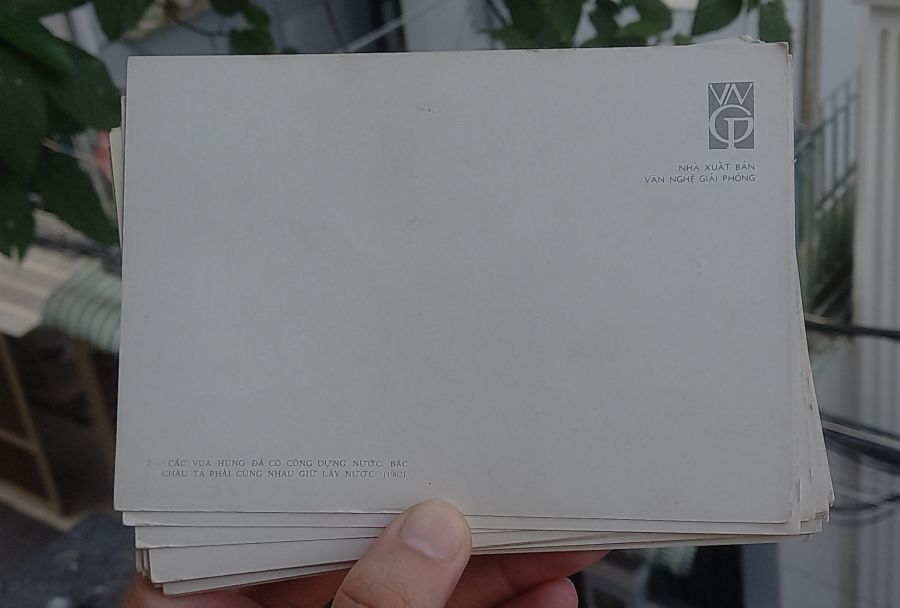 VNG
NHÀ XUẤT BẢN
VĂN NGHỆ GIẢI PHÓNG
2 — "CÁC VUA HÙNG ĐÃ CÓ CÔNG DỰNG NƯỚC, BÁC
CHÁU TA PHẢI CÙNG NHAU GIỮ LẤY NƯỚC" (1962)